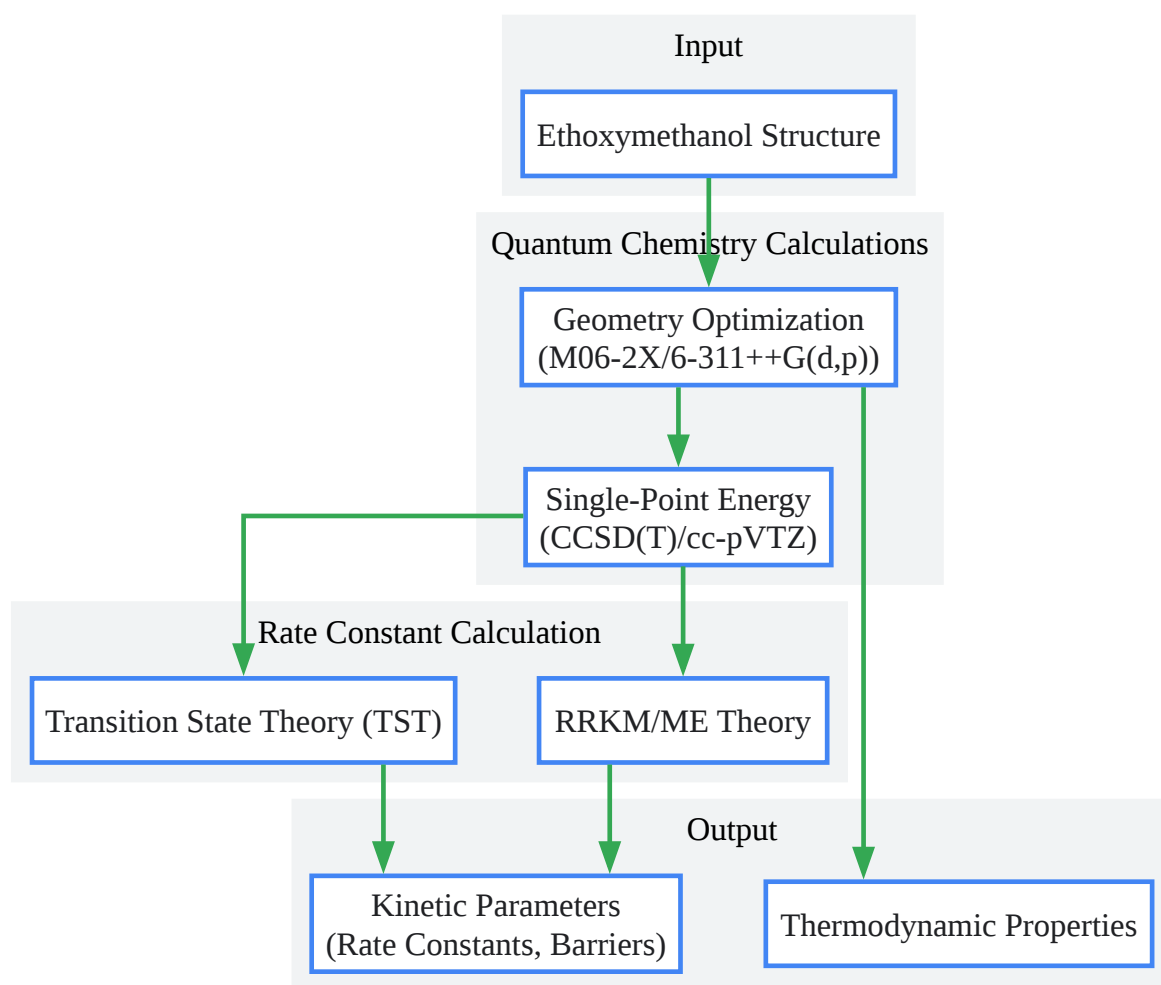 Input
Ethoxymethanol Structure
Quantum Chemistry Calculations
Geometry Optimization
(M06-2X/6-311++G(d,p))
Single-Point Energy
(CCSD(T)/cc-pVTZ)
Rate Constant Calculation
Transition State Theory (TST)
RRKM/ME Theory
Output
Kinetic Parameters
(Rate Constants, Barriers)
Thermodynamic Properties